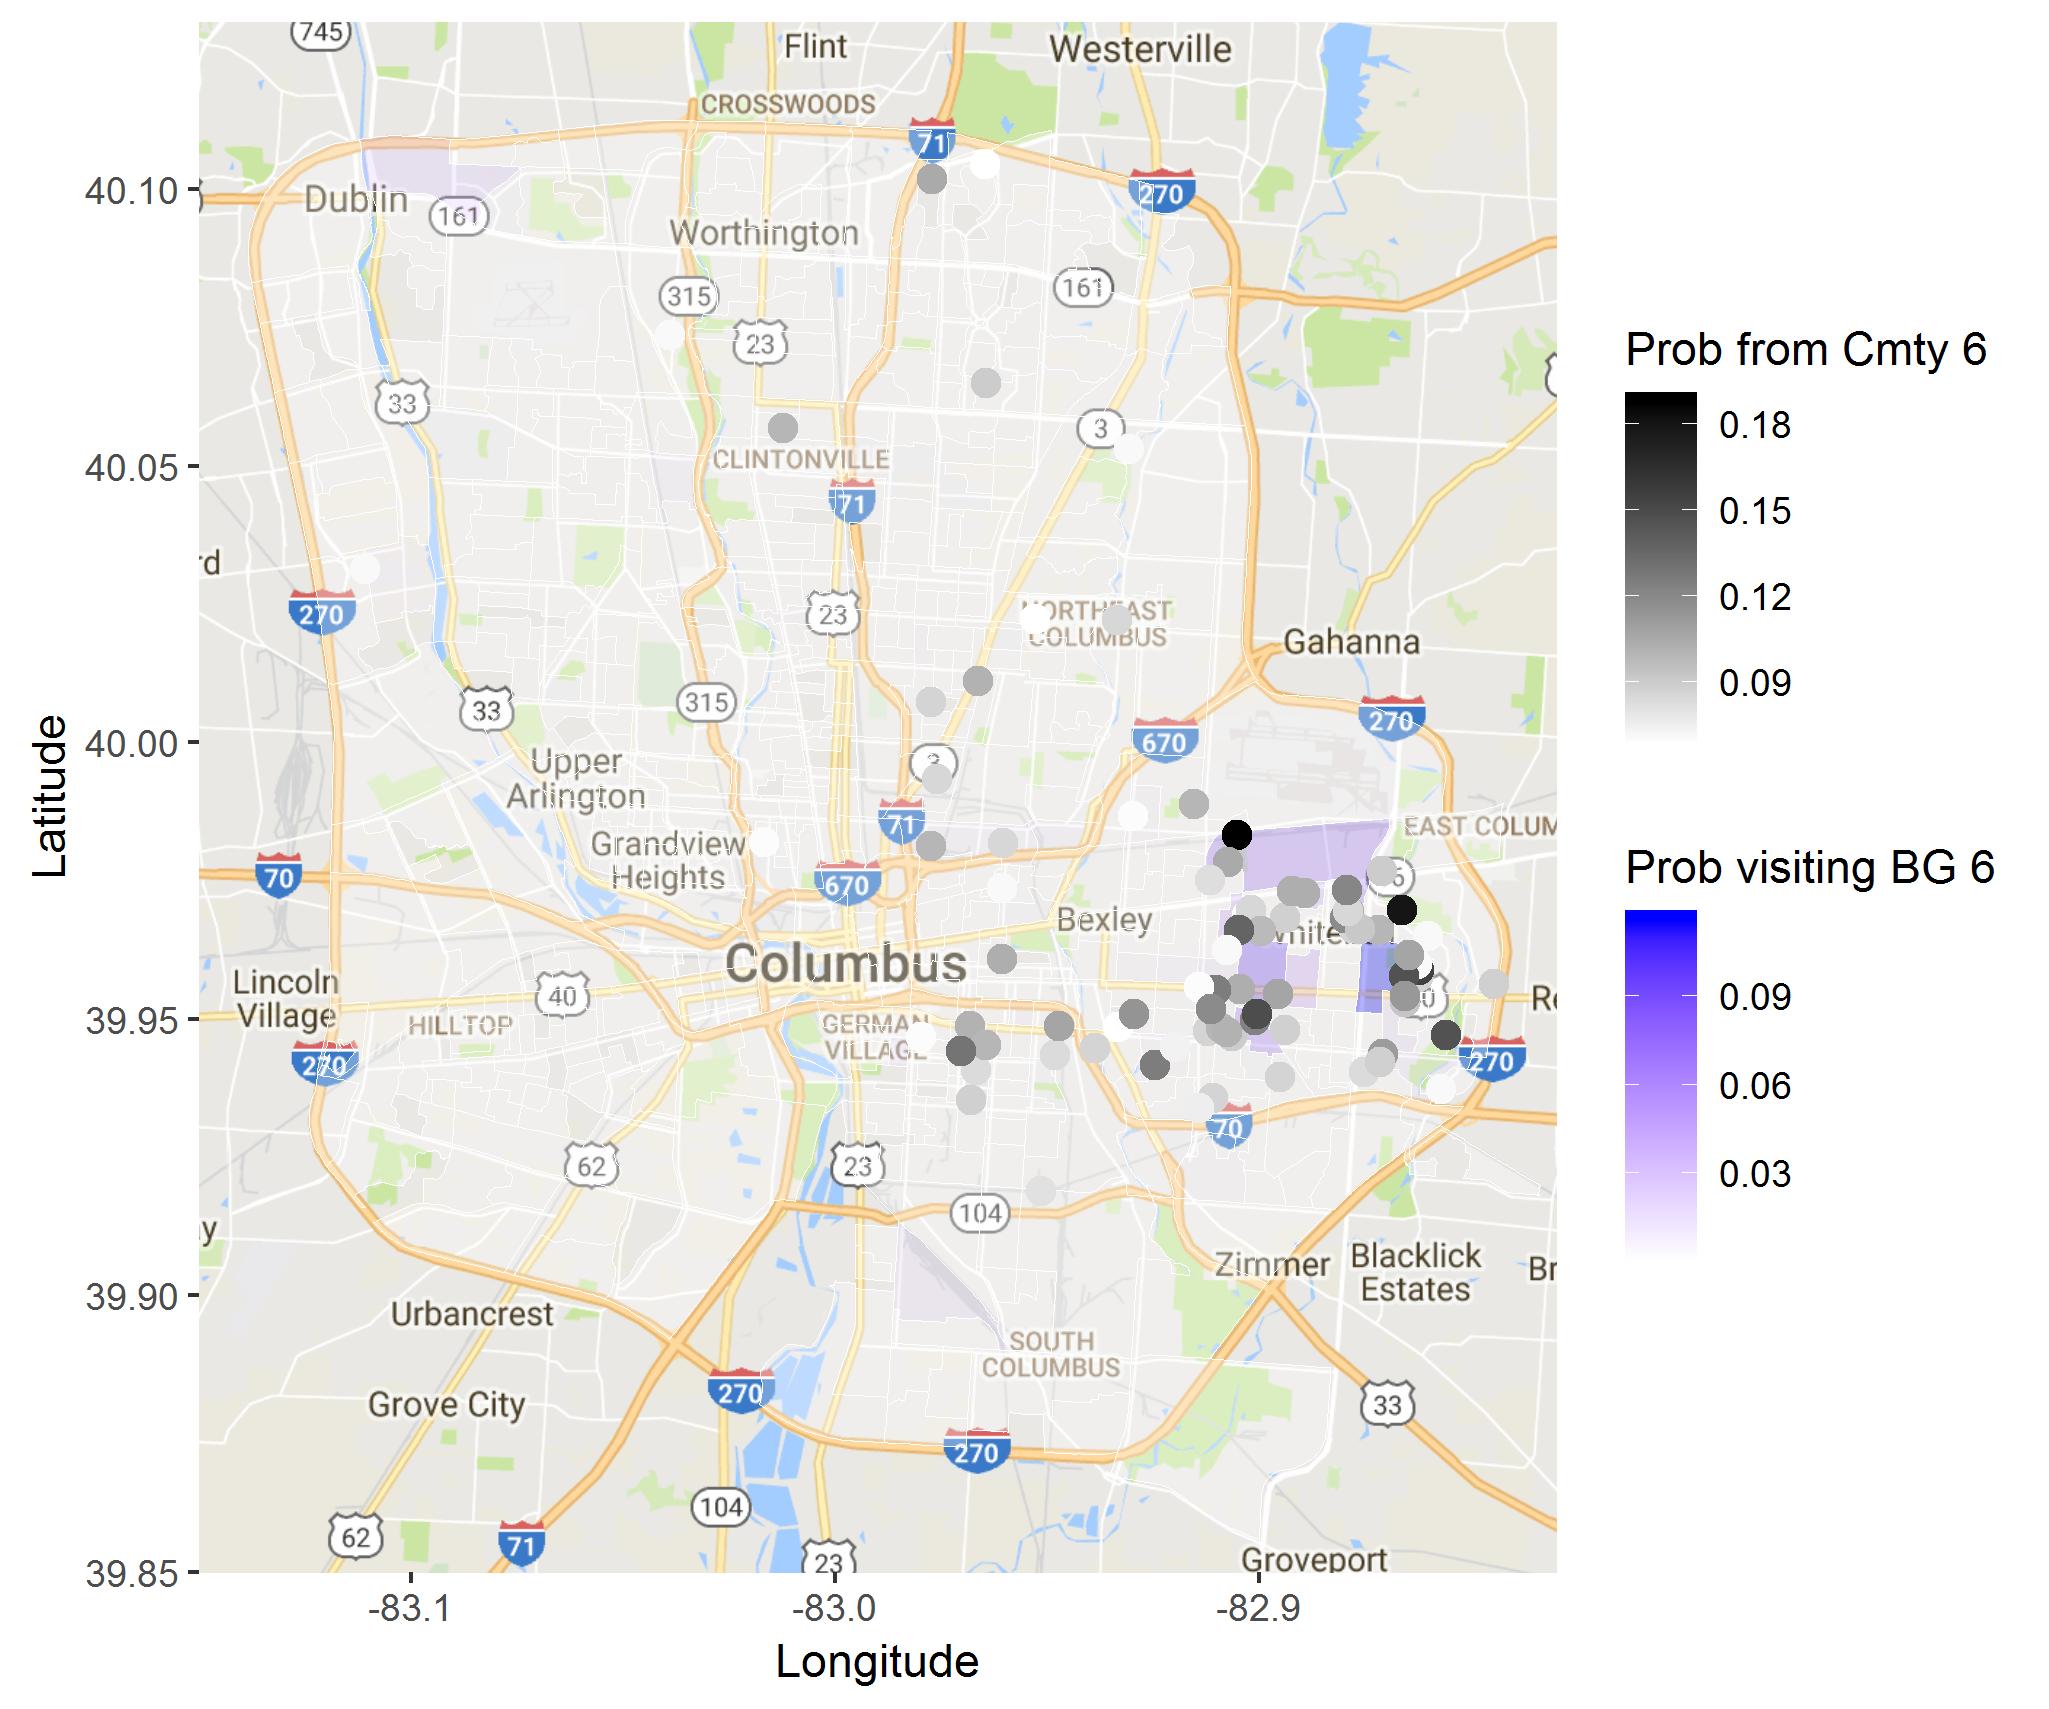 745
Flint
Westerville
CROSSWOODS
71
40.10
Dublin
161
270
Worthington
315
161
23
33
3
40.05
CLINTONVILLE
71
rd
270
23
NORTHEAST
COLUMBUS
Gahanna
33
315
270
40.00
670
Upper
Arlington
3
71
EAST COLUM
Grandview
Heights
70
670
Bexley
Columbus
Lincoln
Village
40
HILLTOP
Re
39.95
GERMAN
VILLAGE
270
270
70
62
23
104
y
Zimmer
Blacklick
Estates
Br
39.90
Urbancrest
SOUTH
COLUMBUS
270
Grove City
33
270
104
62
71
23
Groveport
39.85
-83.1
-83.0
-82.9
Longitude
Latitude
Prob from Cmty 6
0.18
0.15
0.12
0.09
Prob visiting BG 6
0.09
0.06
0.03